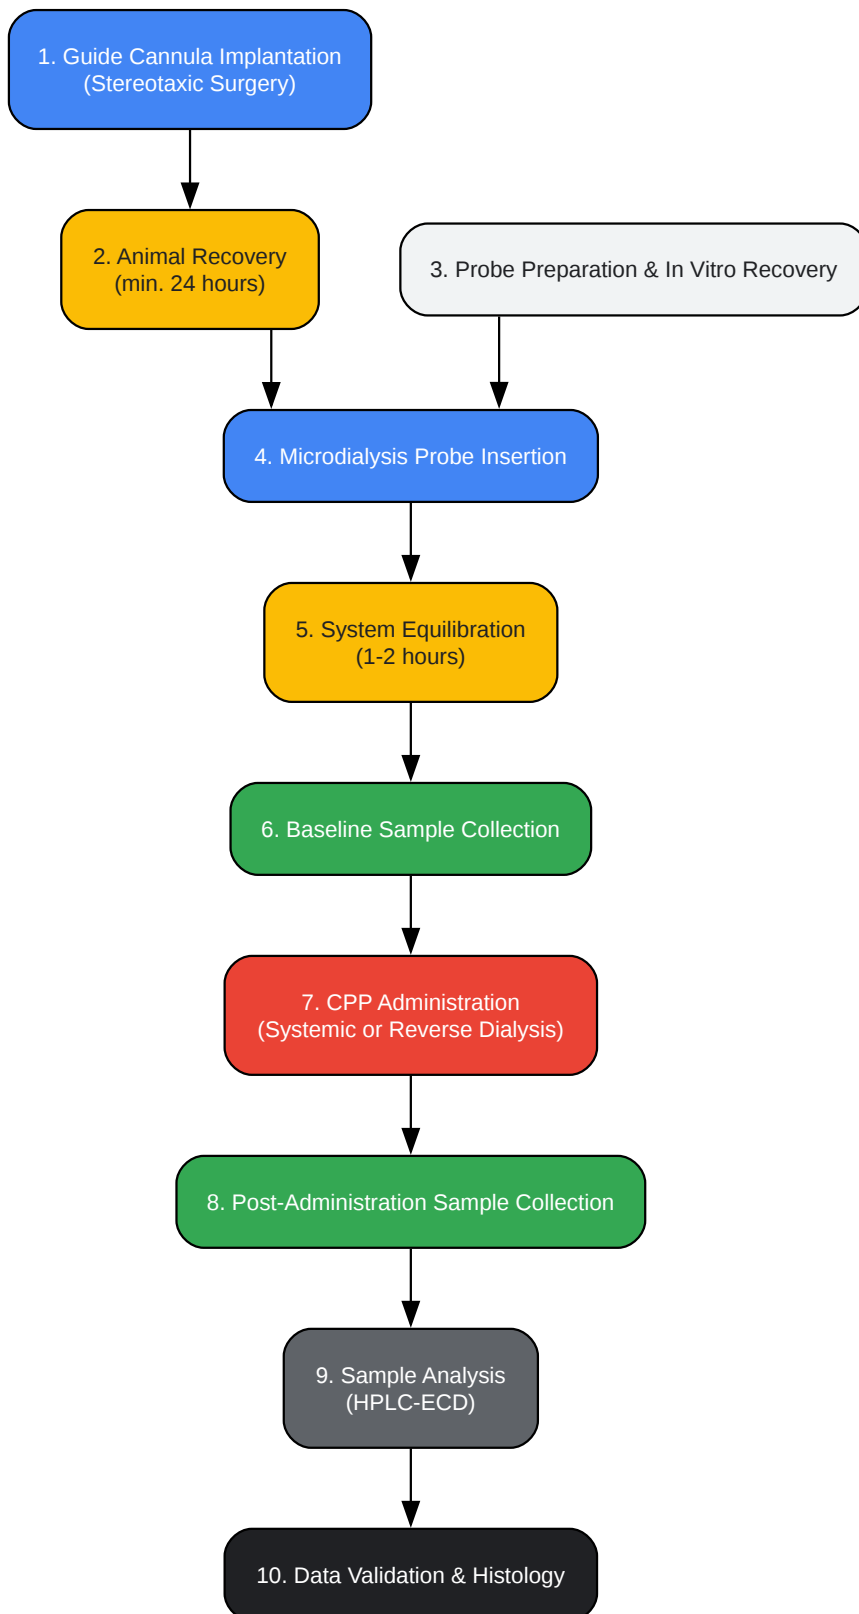 1. Guide Cannula Implantation
(Stereotaxic Surgery)
2. Animal Recovery
(min. 24 hours)
3. Probe Preparation & In Vitro Recovery
4. Microdialysis Probe Insertion
5. System Equilibration
(1-2 hours)
6. Baseline Sample Collection
7. CPP Administration
(Systemic or Reverse Dialysis)
8. Post-Administration Sample Collection
9. Sample Analysis
(HPLC-ECD)
10. Data Validation & Histology